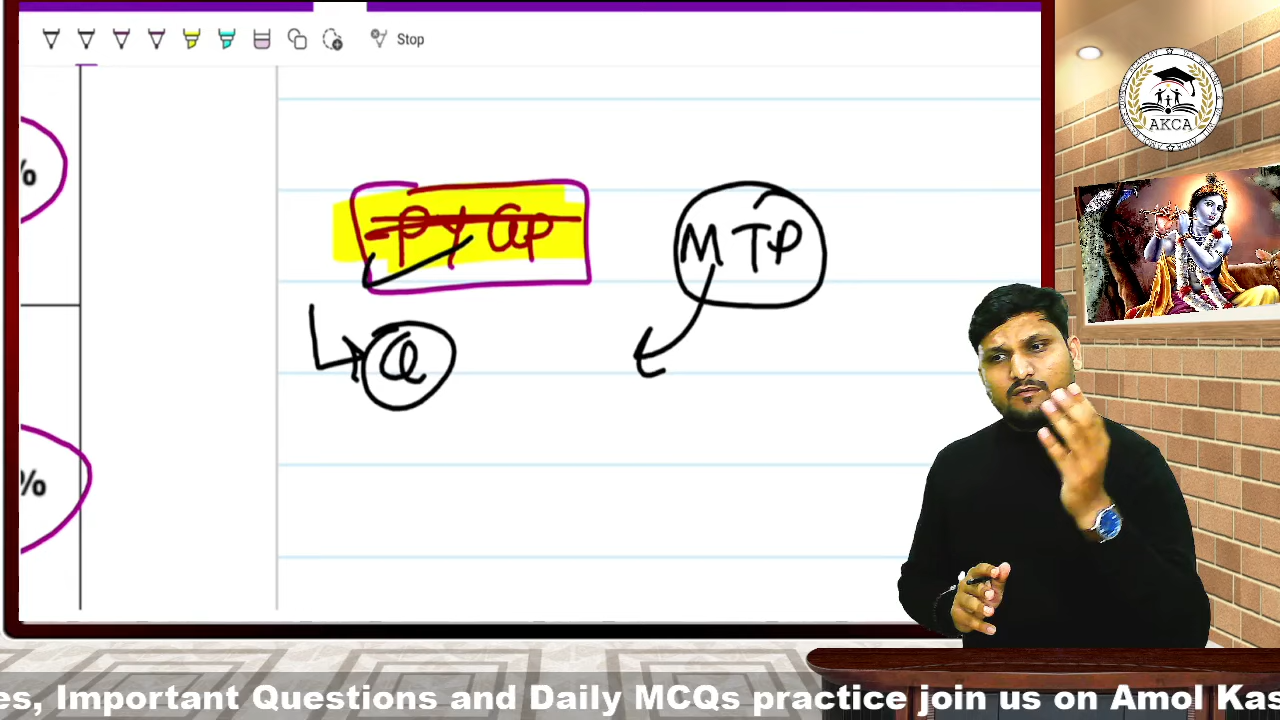 Stop
%
PYQP
MTP
Q
%
AKCA
es, Important Questions and Daily MCQs practice join us on Amol Kas